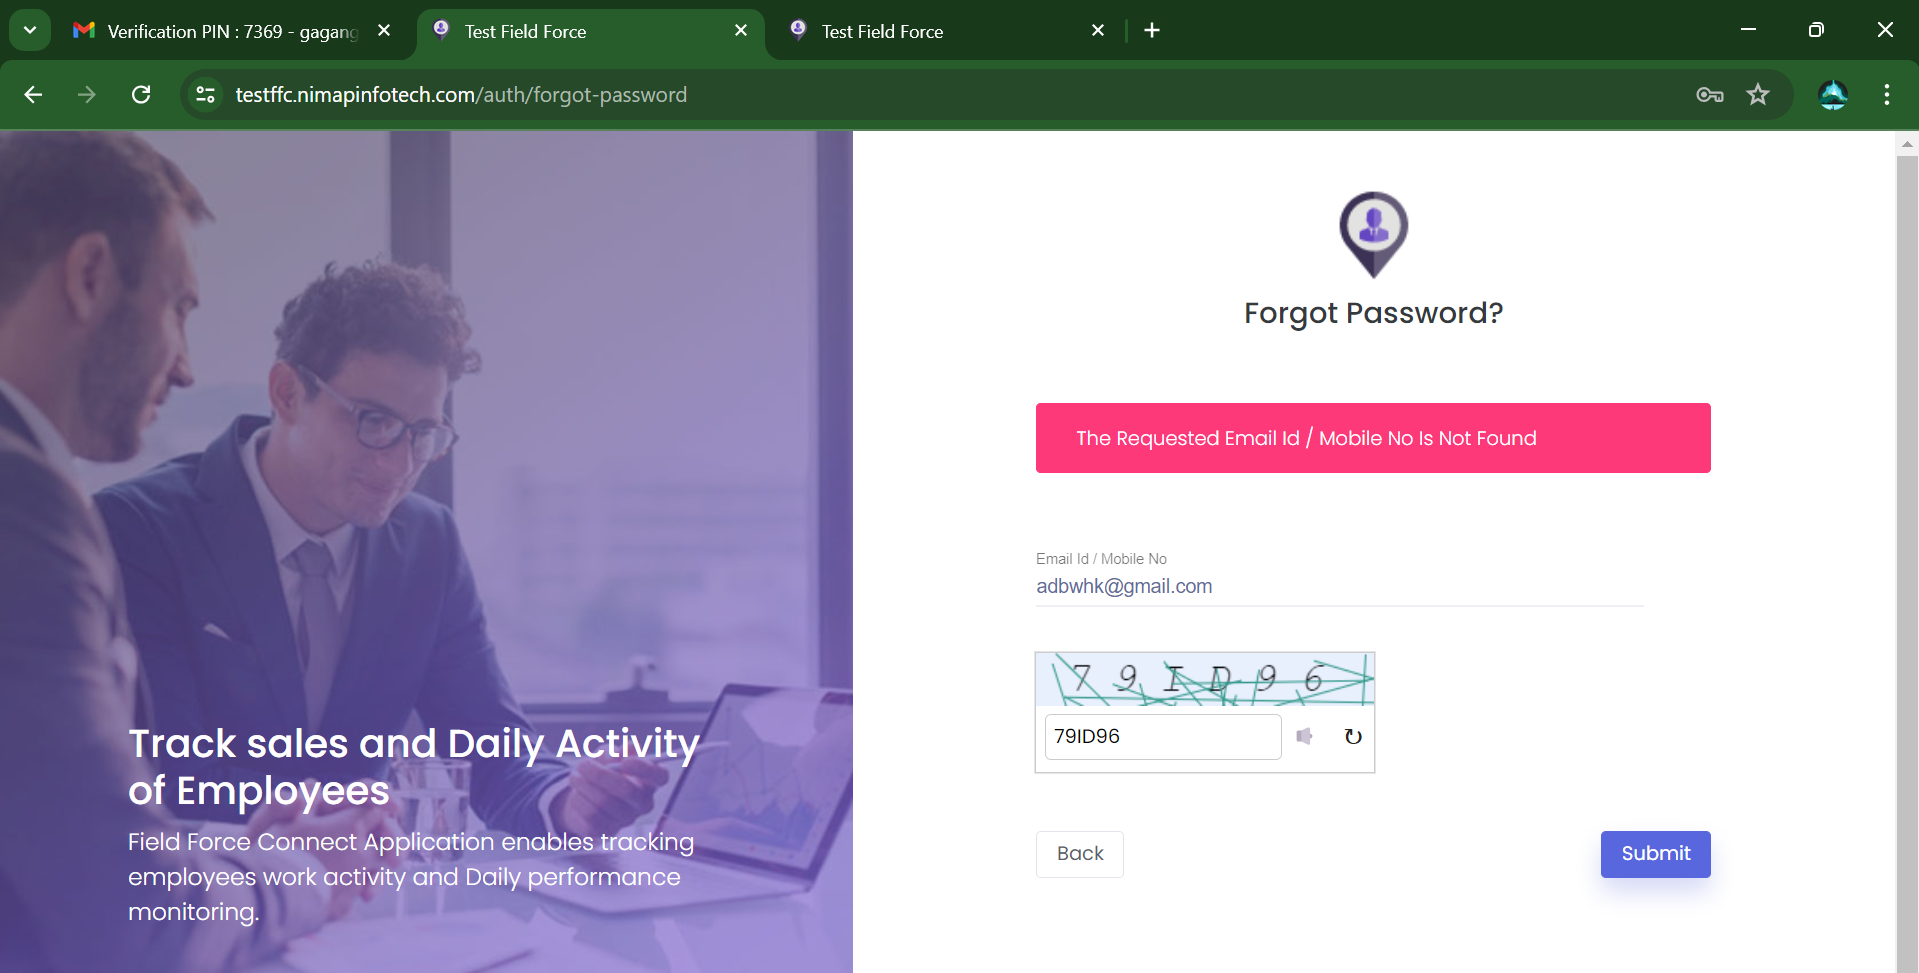 Verification PIN : 7369 - gagang
Test Field Force
Test Field Force
testffc.nimapinfotech.com/auth/forgot-password
Track sales and Daily Activity
of Employees
Field Force Connect Application enables tracking
employees work activity and Daily performance
monitoring.
Forgot Password?
The Requested Email Id / Mobile No Is Not Found
Email Id / Mobile No
adbwhk@gmail.com
79ID96
79ID96
Back
Submit